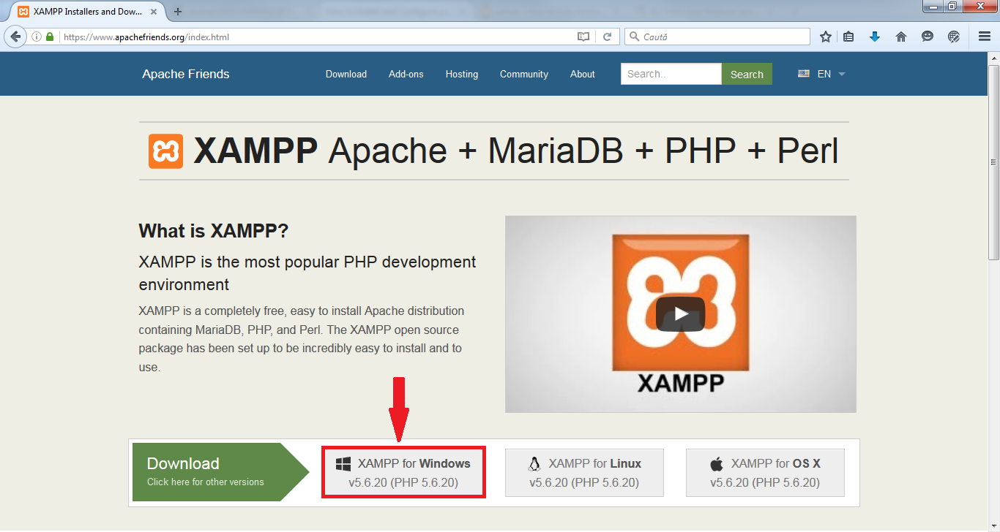 XAMPP Installers and Dow...
https://www.apachefriends.org/index.html
Caută
Apache Friends
Download
Add-ons
Hosting
Community
About
Search..
Search
EN
XAMPP Apache + MariaDB + PHP + Perl
What is XAMPP?
XAMPP is the most popular PHP development
environment
XAMPP is a completely free, easy to install Apache distribution
containing MariaDB, PHP, and Perl. The XAMPP open source
package has been set up to be incredibly easy to install and to
use.
XAMPP
Download
Click here for other versions
XAMPP for Windows
v5.6.20 (PHP 5.6.20)
XAMPP for Linux
v5.6.20 (PHP 5.6.20)
XAMPP for OS X
v5.6.20 (PHP 5.6.20)